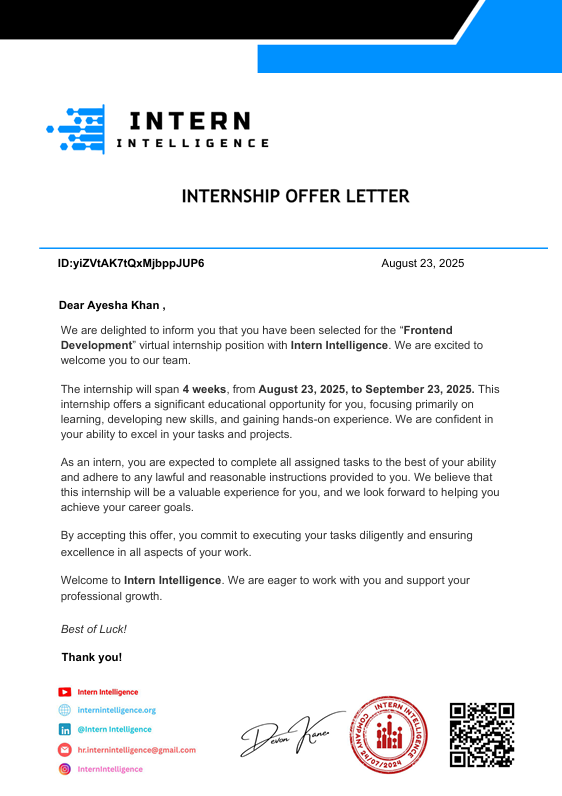 INTERN
INTELLIGENCE
INTERNSHIP OFFER LETTER
ID:yiZVtAK7tQxMjbppJUP6
August 23, 2025
Dear Ayesha Khan ,
We are delighted to inform you that you have been selected for the “Frontend
Development” virtual internship position with Intern Intelligence. We are excited to
welcome you to our team.
The internship will span 4 weeks, from August 23, 2025, to September 23, 2025. This
internship offers a significant educational opportunity for you, focusing primarily on
learning, developing new skills, and gaining hands-on experience. We are confident in
your ability to excel in your tasks and projects.
As an intern, you are expected to complete all assigned tasks to the best of your ability
and adhere to any lawful and reasonable instructions provided to you. We believe that
this internship will be a valuable experience for you, and we look forward to helping you
achieve your career goals.
By accepting this offer, you commit to executing your tasks diligently and ensuring
excellence in all aspects of your work.
Welcome to Intern Intelligence. We are eager to work with you and support your
professional growth.
Best of Luck!
Thank you!
Intern Intelligence
internintelligence.org
@Intern Intelligence
hr.internintelligence@gmail.com
InternIntelligence
Devon Kane
INTERN INTELLIGENCE
COMPANY
24/07/2024